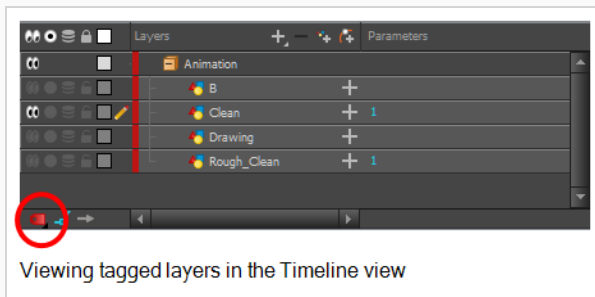 Layers Parameters
Animation
B
Clean 1
Drawing
Rough_Clean 1
Viewing tagged layers in the Timeline view